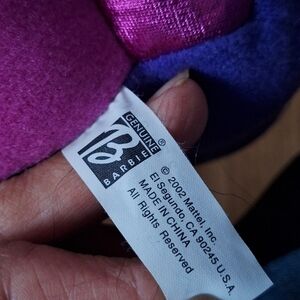 GENUINE
B ®
BARBIE
© 2002 Mattel, Inc.
El Segundo, CA 90245 U.S.A.
MADE IN CHINA
All Rights Reserved